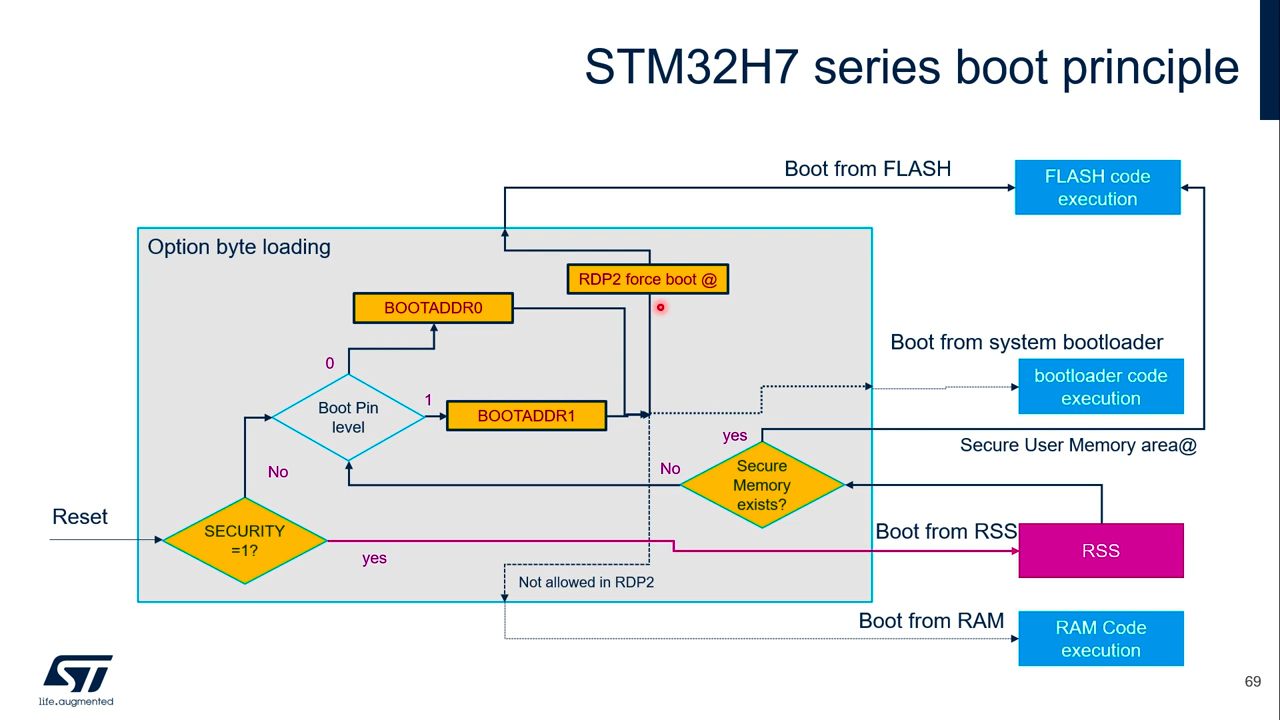 STM32H7 series boot principle
Boot from FLASH
FLASH code
execution
Option byte loading
RDP2 force boot @
BOOTADDR0
0
Boot Pin
level
1
BOOTADDR1
Boot from system bootloader
bootloader code
execution
yes
Secure User Memory area@
No
No
Secure
Memory
exists?
Reset
SECURITY
=1?
yes
Boot from RSS
RSS
Not allowed in RDP2
Boot from RAM
RAM Code
execution
ST
life.augmented
69